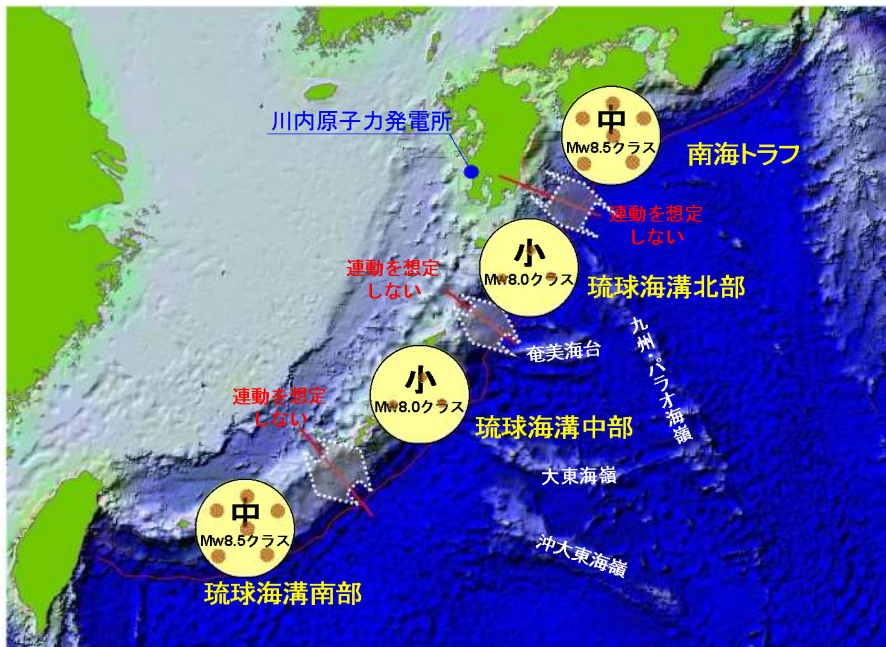 中
Mw8.5クラス
南海トラフ
川内原子力発電所
連動を想定
しない
小
Mw8.0クラス
琉球海溝北部
連動を想定
しない
奄美海台
九州・パラオ海嶺
小
Mw8.0クラス
琉球海溝中部
連動を想定
しない
大東海嶺
中
Mw8.5クラス
沖大東海嶺
琉球海溝南部